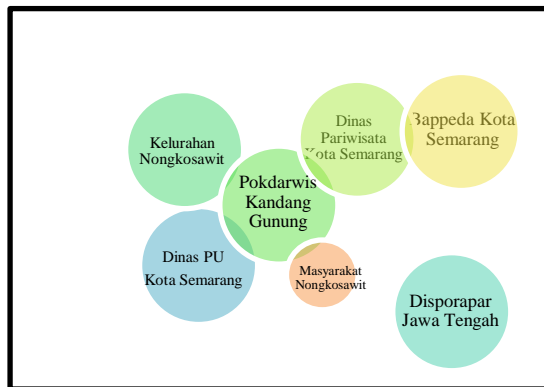 Kelurahan
Nongkosawit
Dinas
Pariwisata
Kota Semarang
Bappeda Kota
Semarang
Pokdarwis
Kandang
Gunung
Dinas PU
Kota Semarang
Masyarakat
Nongkosawit
Disporapar
Jawa Tengah